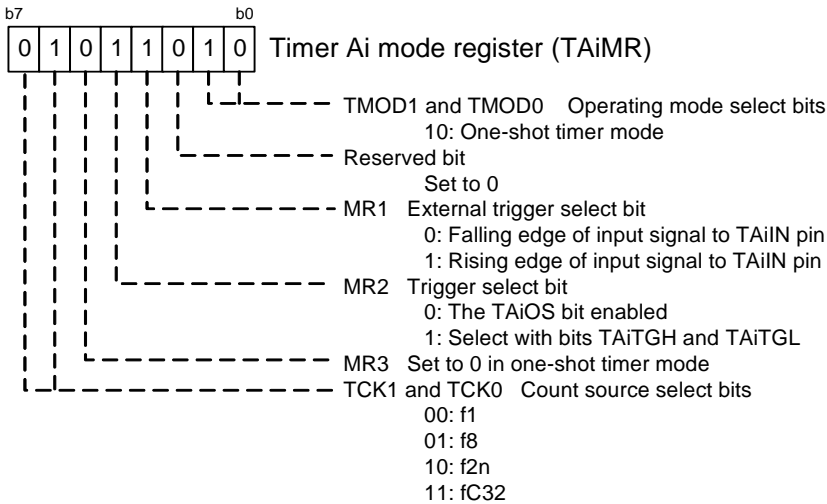 b7 b0
0 1 0 1 1 0 1 0 Timer Ai mode register (TAiMR)
TMOD1 and TMOD0 Operating mode select bits
10: One-shot timer mode
Reserved bit
Set to 0
MR1 External trigger select bit
0: Falling edge of input signal to TAiIN pin
1: Rising edge of input signal to TAiIN pin
MR2 Trigger select bit
0: The TAiOS bit enabled
1: Select with bits TAiTGH and TAiTGL
MR3 Set to 0 in one-shot timer mode
TCK1 and TCK0 Count source select bits
00: f1
01: f8
10: f2n
11: fC32